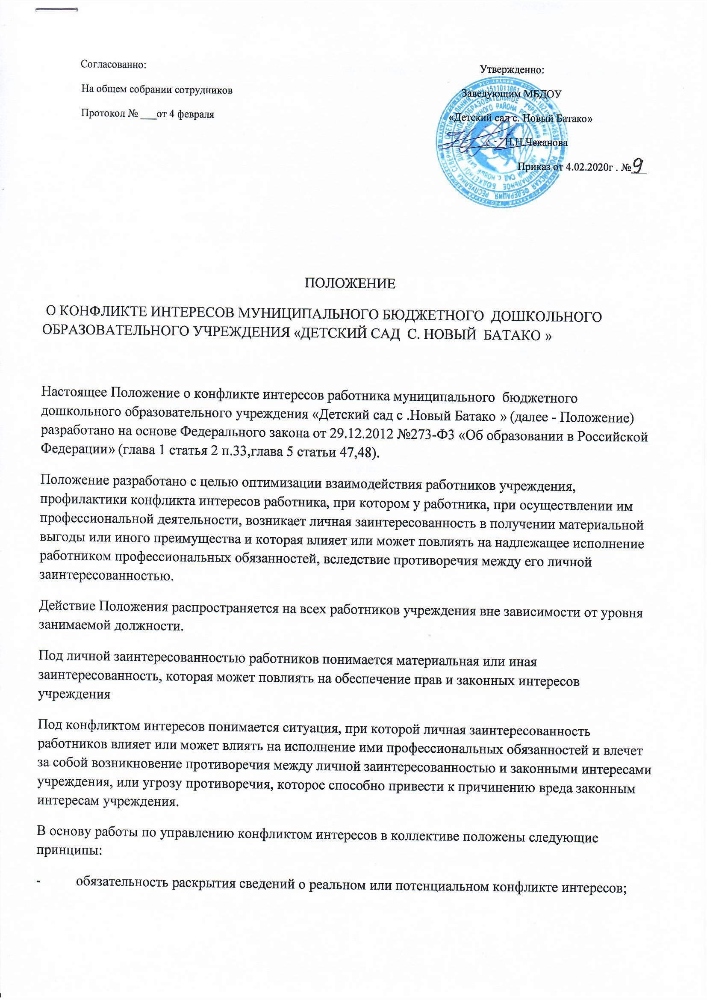 Согласованно:
На общем собрании сотрудников
Протокол № ___от 4 февраля
Утвержденно:
Заведующим МБДОУ
«Детский сад с. Новый Батако»
Н.Н.Чеканова
Приказ от 4.02.2020г . №9
ПОЛОЖЕНИЕ
О КОНФЛИКТЕ ИНТЕРЕСОВ МУНИЦИПАЛЬНОГО БЮДЖЕТНОГО ДОШКОЛЬНОГО
ОБРАЗОВАТЕЛЬНОГО УЧРЕЖДЕНИЯ «ДЕТСКИЙ САД С. НОВЫЙ БАТАКО »
Настоящее Положение о конфликте интересов работника муниципального бюджетного
дошкольного образовательного учреждения «Детский сад с .Новый Батако » (далее - Положение)
разработано на основе Федерального закона от 29.12.2012 №273-ФЗ «Об образовании в Российской
Федерации» (глава 1 статья 2 п.33,глава 5 статьи 47,48).
Положение разработано с целью оптимизации взаимодействия работников учреждения,
профилактики конфликта интересов работника, при котором у работника, при осуществлении им
профессиональной деятельности, возникает личная заинтересованность в получении материальной
выгоды или иного преимущества и которая влияет или может повлиять на надлежащее исполнение
работником профессиональных обязанностей, вследствие противоречия между его личной
заинтересованностью.
Действие Положения распространяется на всех работников учреждения вне зависимости от уровня
занимаемой должности.
Под личной заинтересованностью работников понимается материальная или иная
заинтересованность, которая может повлиять на обеспечение прав и законных интересов
учреждения
Под конфликтом интересов понимается ситуация, при которой личная заинтересованность
работников влияет или может влиять на исполнение ими профессиональных обязанностей и влечет
за собой возникновение противоречия между личной заинтересованностью и законными интересами
учреждения, или угрозу противоречия, которое способно привести к причинению вреда законным
интересам учреждения.
В основу работы по управлению конфликтом интересов в коллективе положены следующие
принципы:
- обязательность раскрытия сведений о реальном или потенциальном конфликте интересов;